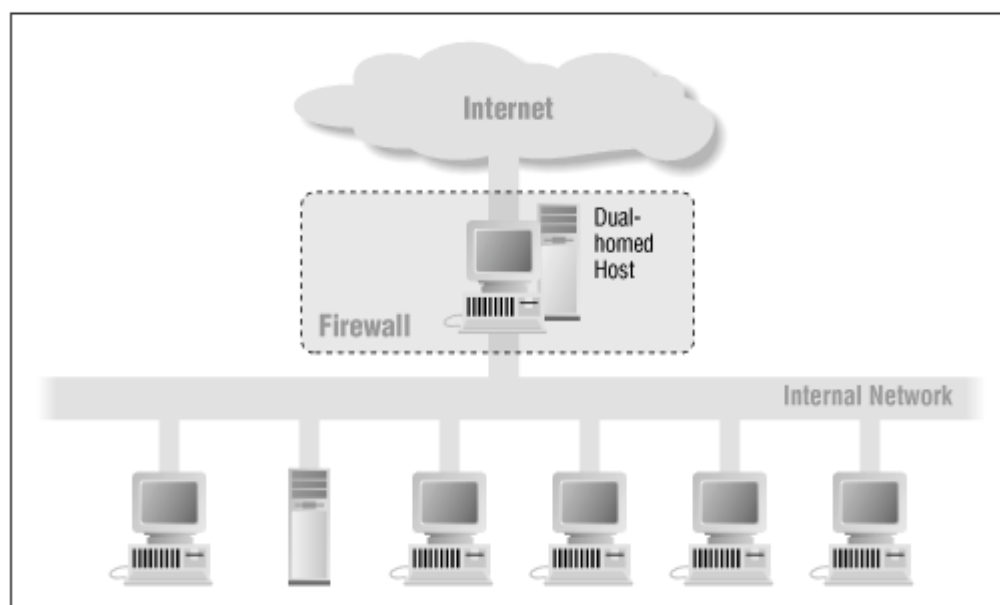 Internet
Dual-
homed
Host
Firewall
Internal Network